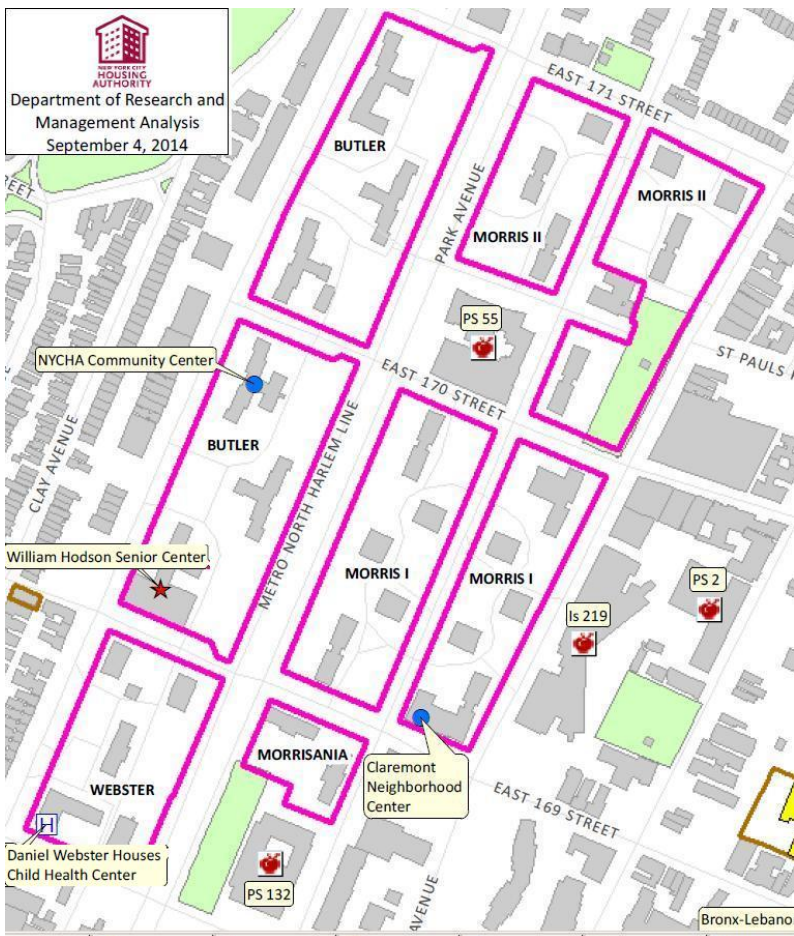 NEW YORK CITY
HOUSING
AUTHORITY
Department of Research and
Management Analysis
September 4, 2014
EAST 171 STREET
BUTLER
MORRIS II
MORRIS II
PARK AVENUE
STREET
PS 55
NYCHA Community Center
EAST 170 STREET
ST PAULS
BUTLER
CLAY AVENUE
METRO NORTH HARLEM LINE
William Hodson Senior Center
MORRIS I
MORRIS I
PS 2
Is 219
MORRISANIA
Claremont
Neighborhood
Center
WEBSTER
EAST 169 STREET
H
Daniel Webster Houses
Child Health Center
PS 132
AVENUE
Bronx-Lebano